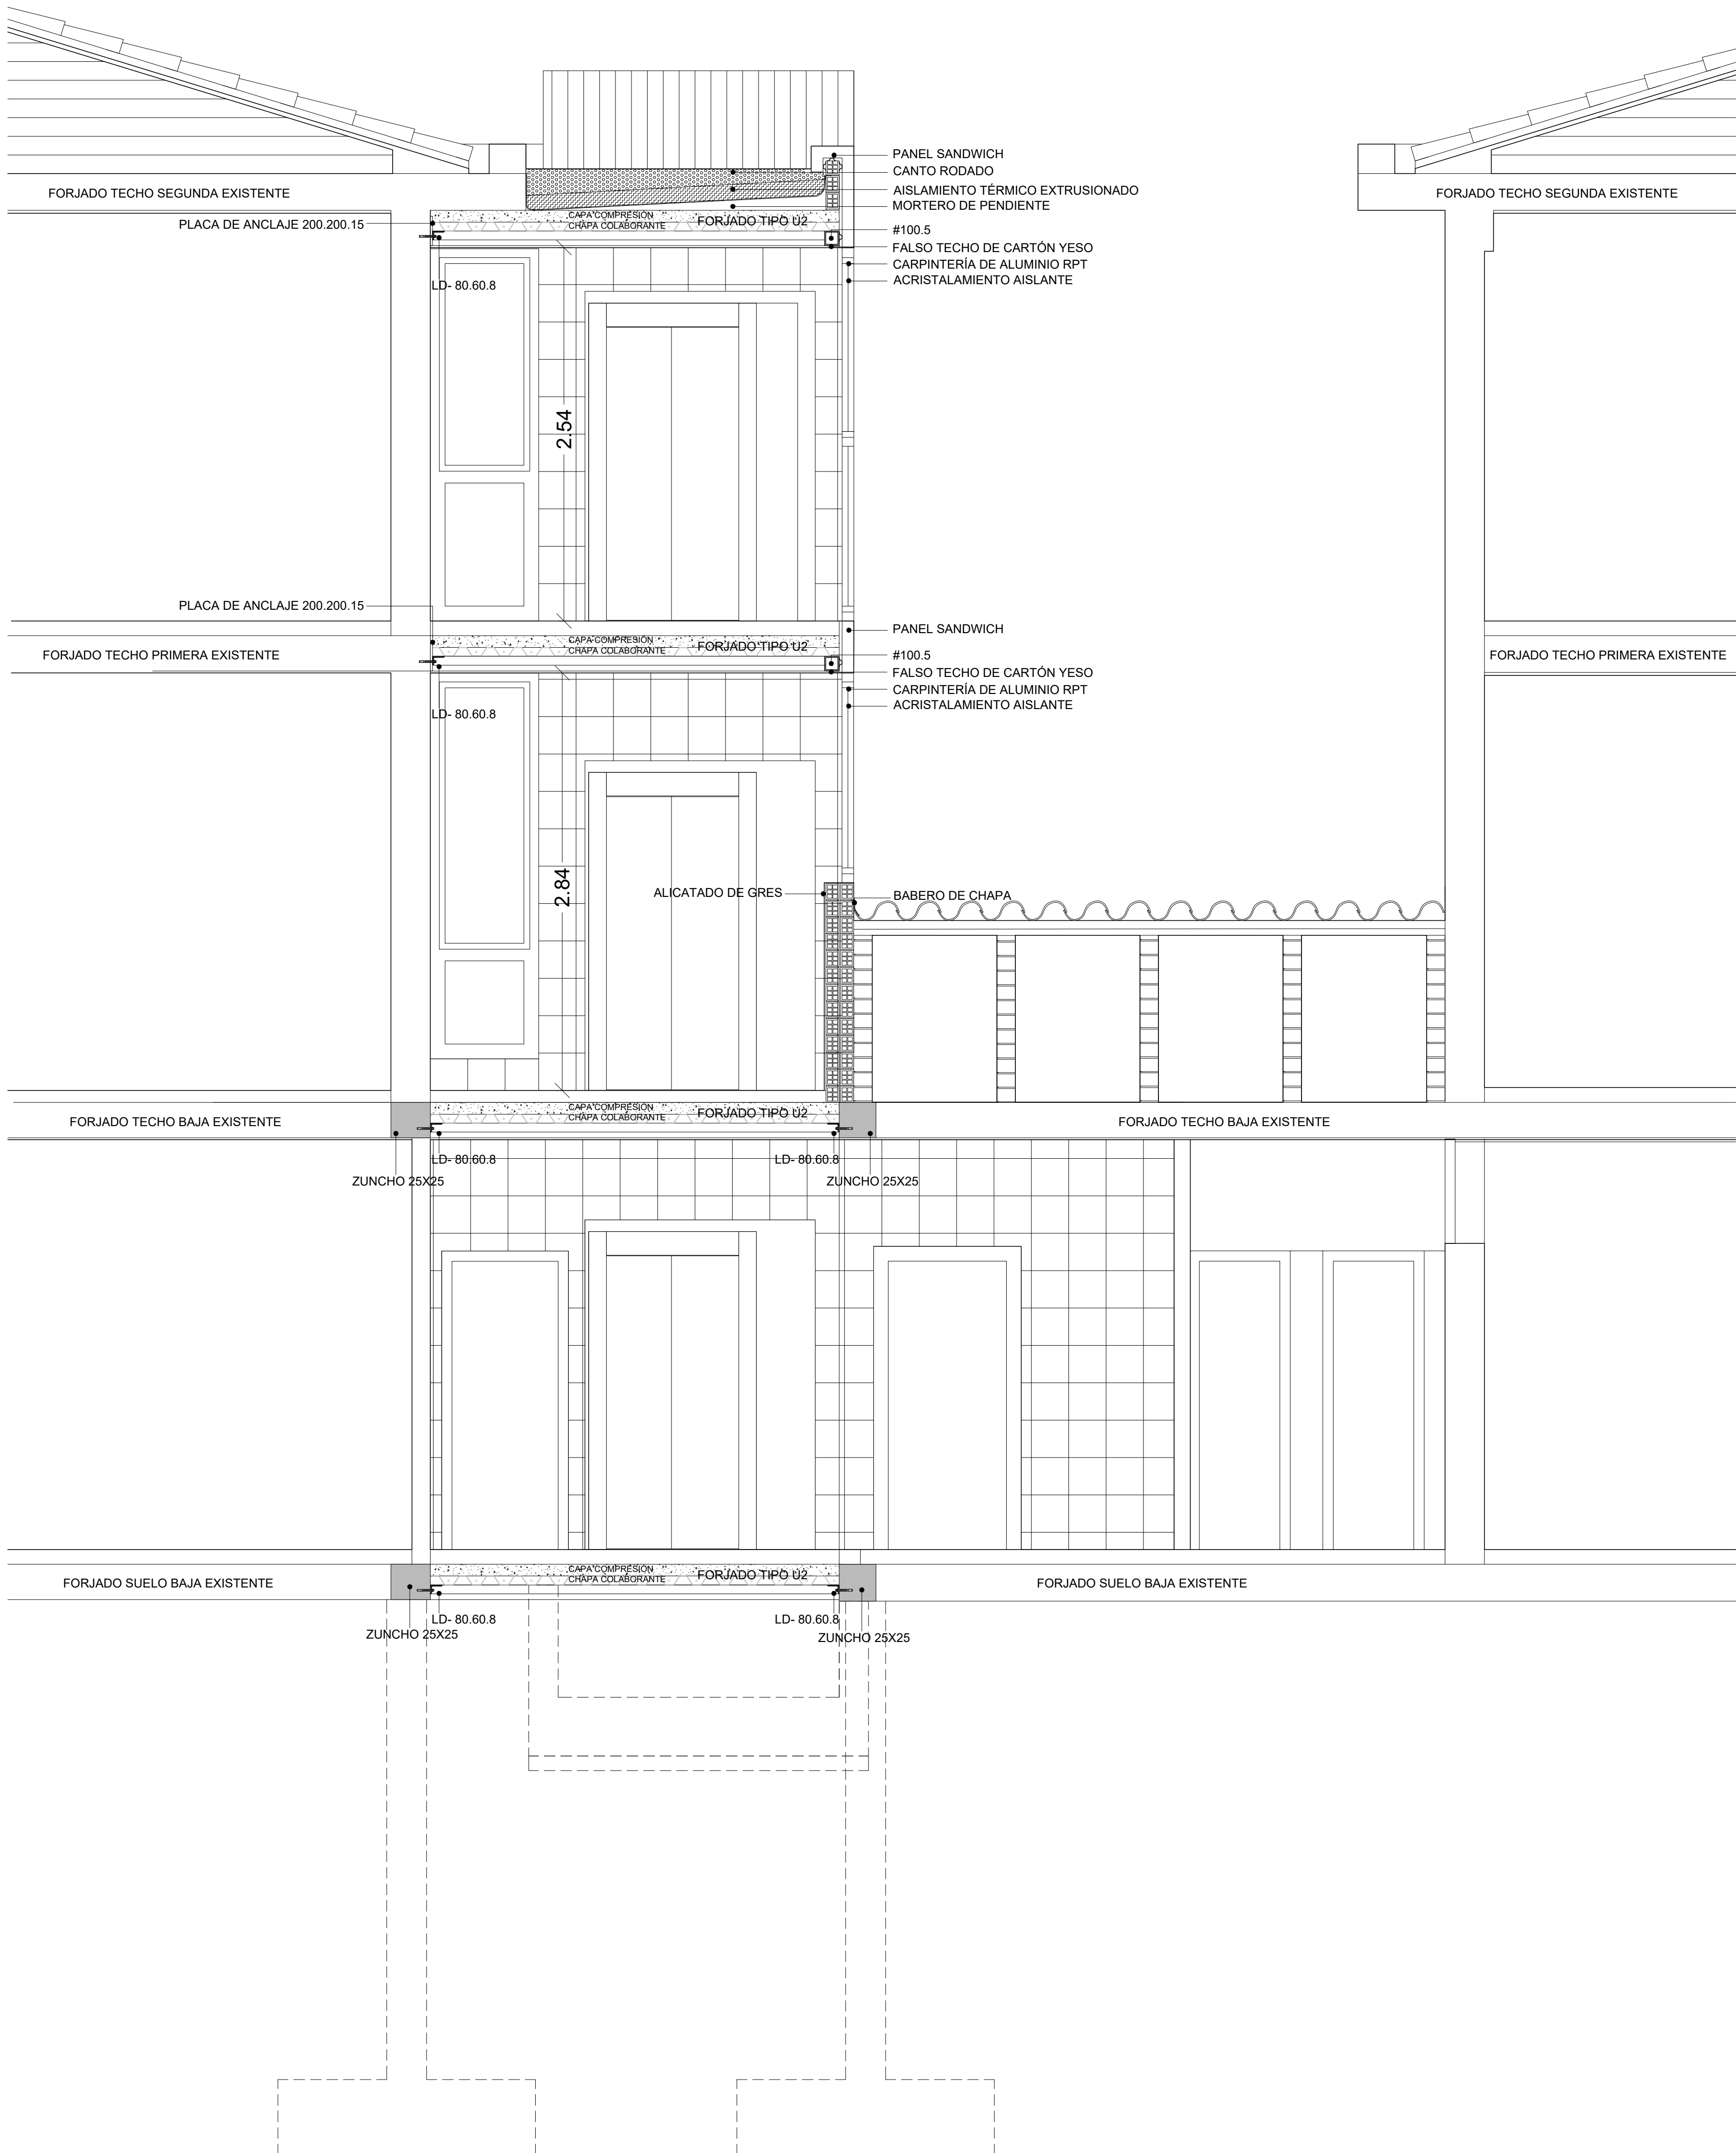 PANEL SANDWICH
CANTO RODADO
FORJADO TECHO SEGUNDA EXISTENTE
AISLAMIENTO TÉRMICO EXTRUSIONADO
FORJADO TECHO SEGUNDA EXISTENTE
MORTERO DE PENDIENTE
CAPA COMPRESIÓN
PLACA DE ANCLAJE 200.200.15
CHAPA COLABORANTE
FORJADO TIPO U2
#100.5
FALSO TECHO DE CARTÓN YESO
CARPINTERÍA DE ALUMINIO RPT
ACRISTALAMIENTO AISLANTE
LD- 80.60.8
2.54
PLACA DE ANCLAJE 200.200.15
PANEL SANDWICH
CAPA COMPRESIÓN
CHAPA COLABORANTE
FORJADO TIPO U2
FORJADO TECHO PRIMERA EXISTENTE
#100.5
FORJADO TECHO PRIMERA EXISTENTE
FALSO TECHO DE CARTÓN YESO
CARPINTERÍA DE ALUMINIO RPT
ACRISTALAMIENTO AISLANTE
LD- 80.60.8
2.84
ALICATADO DE GRES
BABERO DE CHAPA
CAPA COMPRESIÓN
CHAPA COLABORANTE
FORJADO TIPO U2
FORJADO TECHO BAJA EXISTENTE
FORJADO TECHO BAJA EXISTENTE
LD- 80.60.8
LD- 80.60.8
ZUNCHO 25X25
ZUNCHO 25X25
CAPA COMPRESIÓN
CHAPA COLABORANTE
FORJADO TIPO U2
FORJADO SUELO BAJA EXISTENTE
FORJADO SUELO BAJA EXISTENTE
LD- 80.60.8
LD- 80.60.8
ZUNCHO 25X25
ZUNCHO 25X25